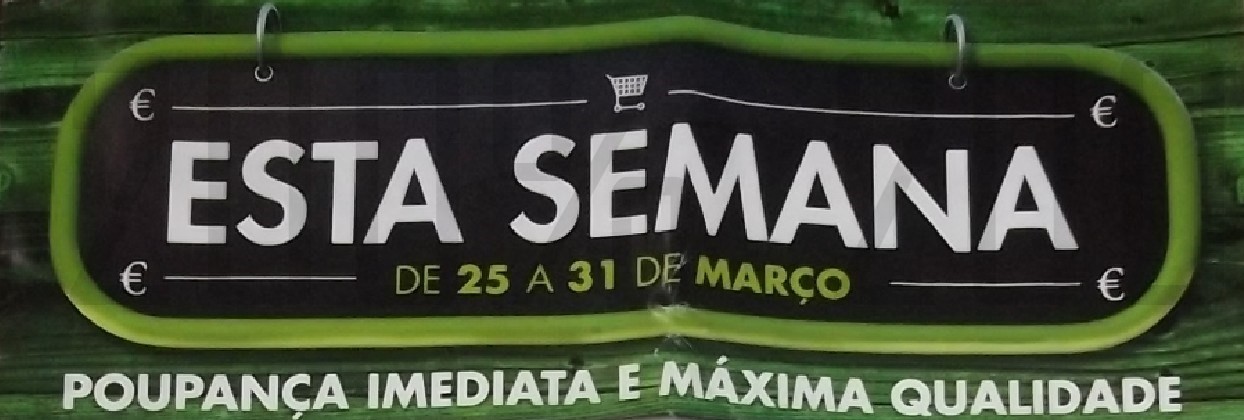 € €
ESTA SEMANA
€ DE 25 A 31 DE MARÇO €
POUPANÇA IMEDIATA E MÁXIMA QUALIDADE